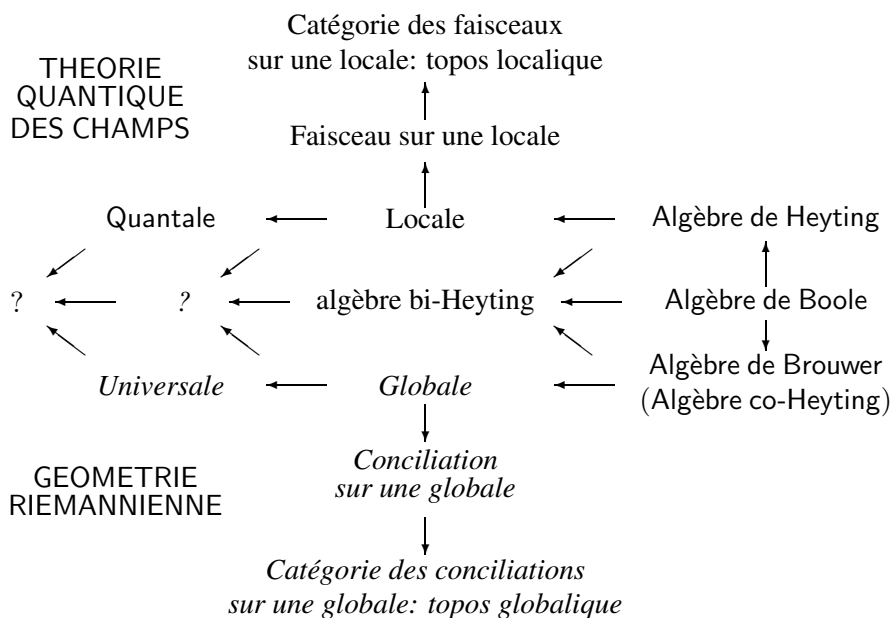 Catégorie des faisceaux
sur une locale: topos localique
THEORIE
QUANTIQUE
DES CHAMPS
Faisceau sur une locale
Quantale
Locale
Algèbre de Heyting
?
?
algèbre bi-Heyting
Algèbre de Boole
Universale
Globale
Algèbre de Brouwer
(Algèbre co-Heyting)
Conciliation
sur une globale
GEOMETRIE
RIEMANNIENNE
Catégorie des conciliations
sur une globale: topos globalique